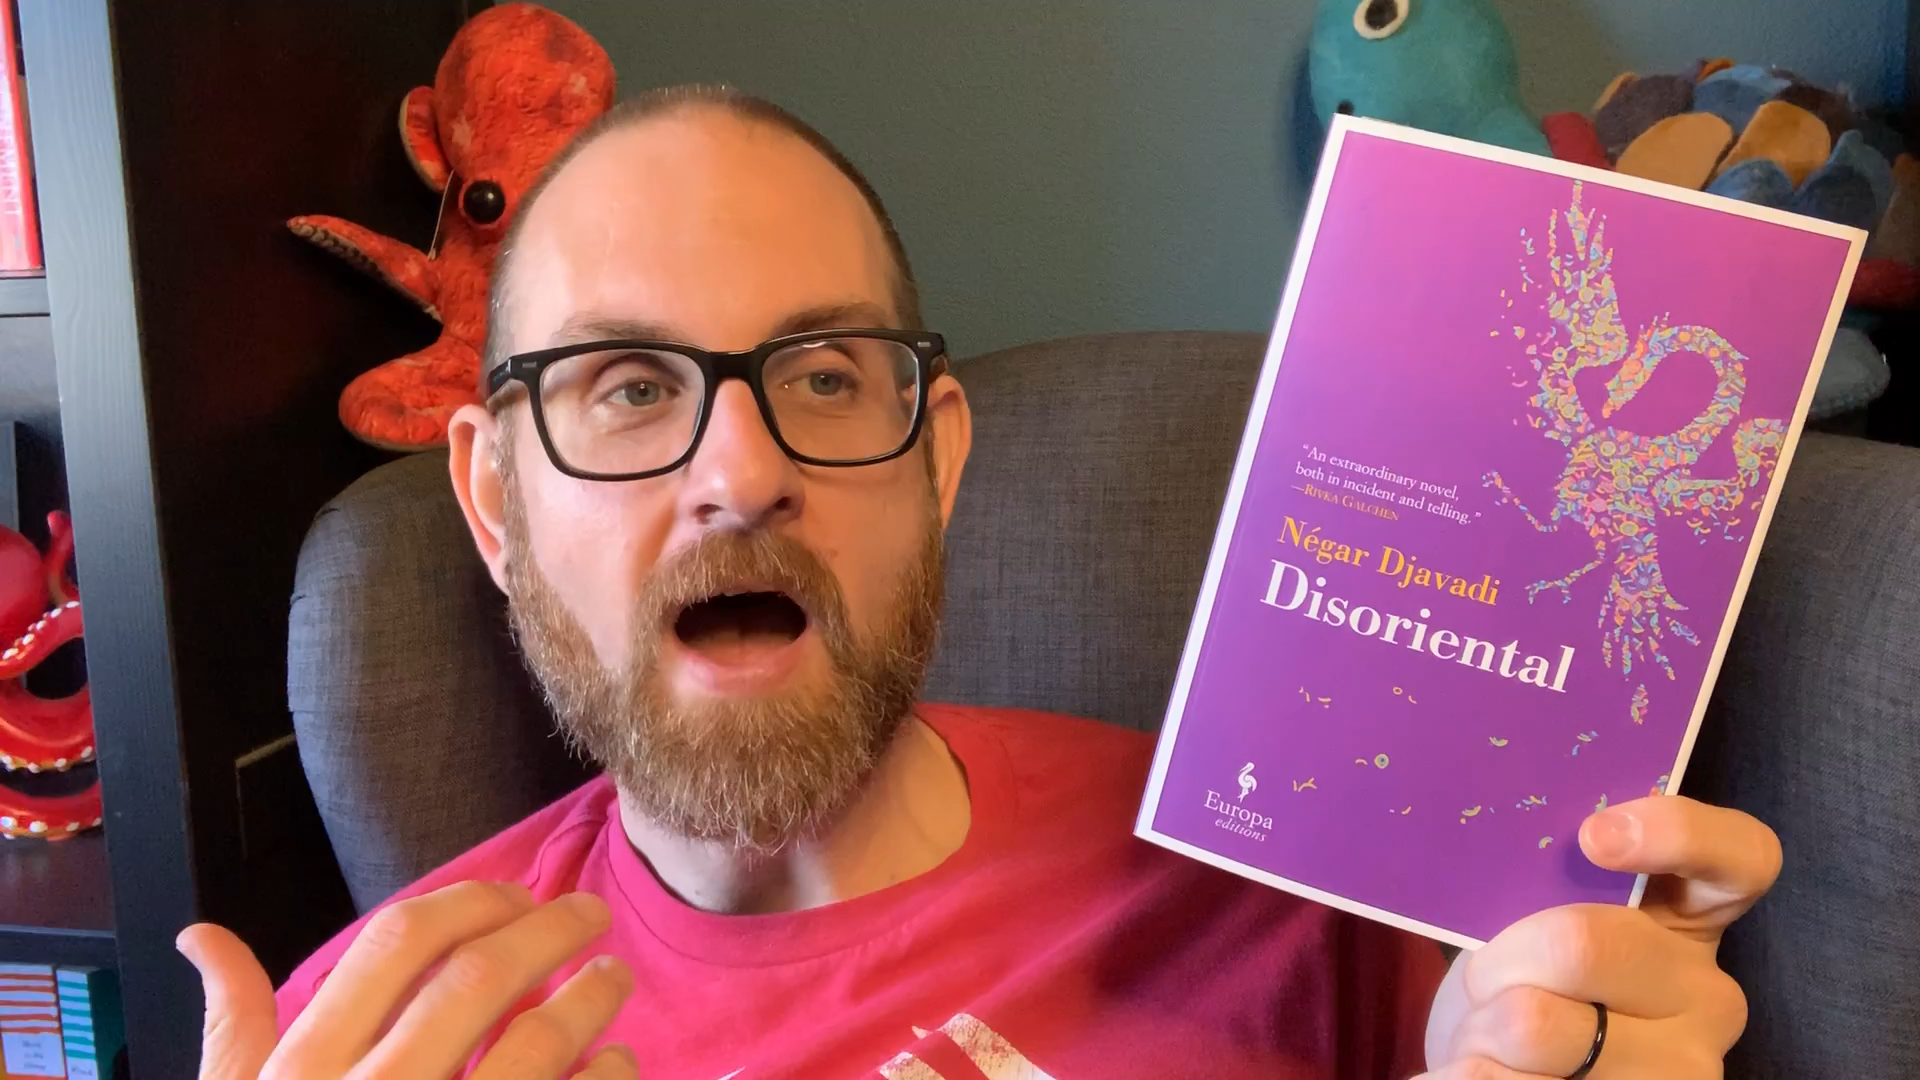 “An extraordinary novel,
both in incident and telling.”
—RIVKA GALCHEN
Négar Djavadi
Disoriental
Europa
editions